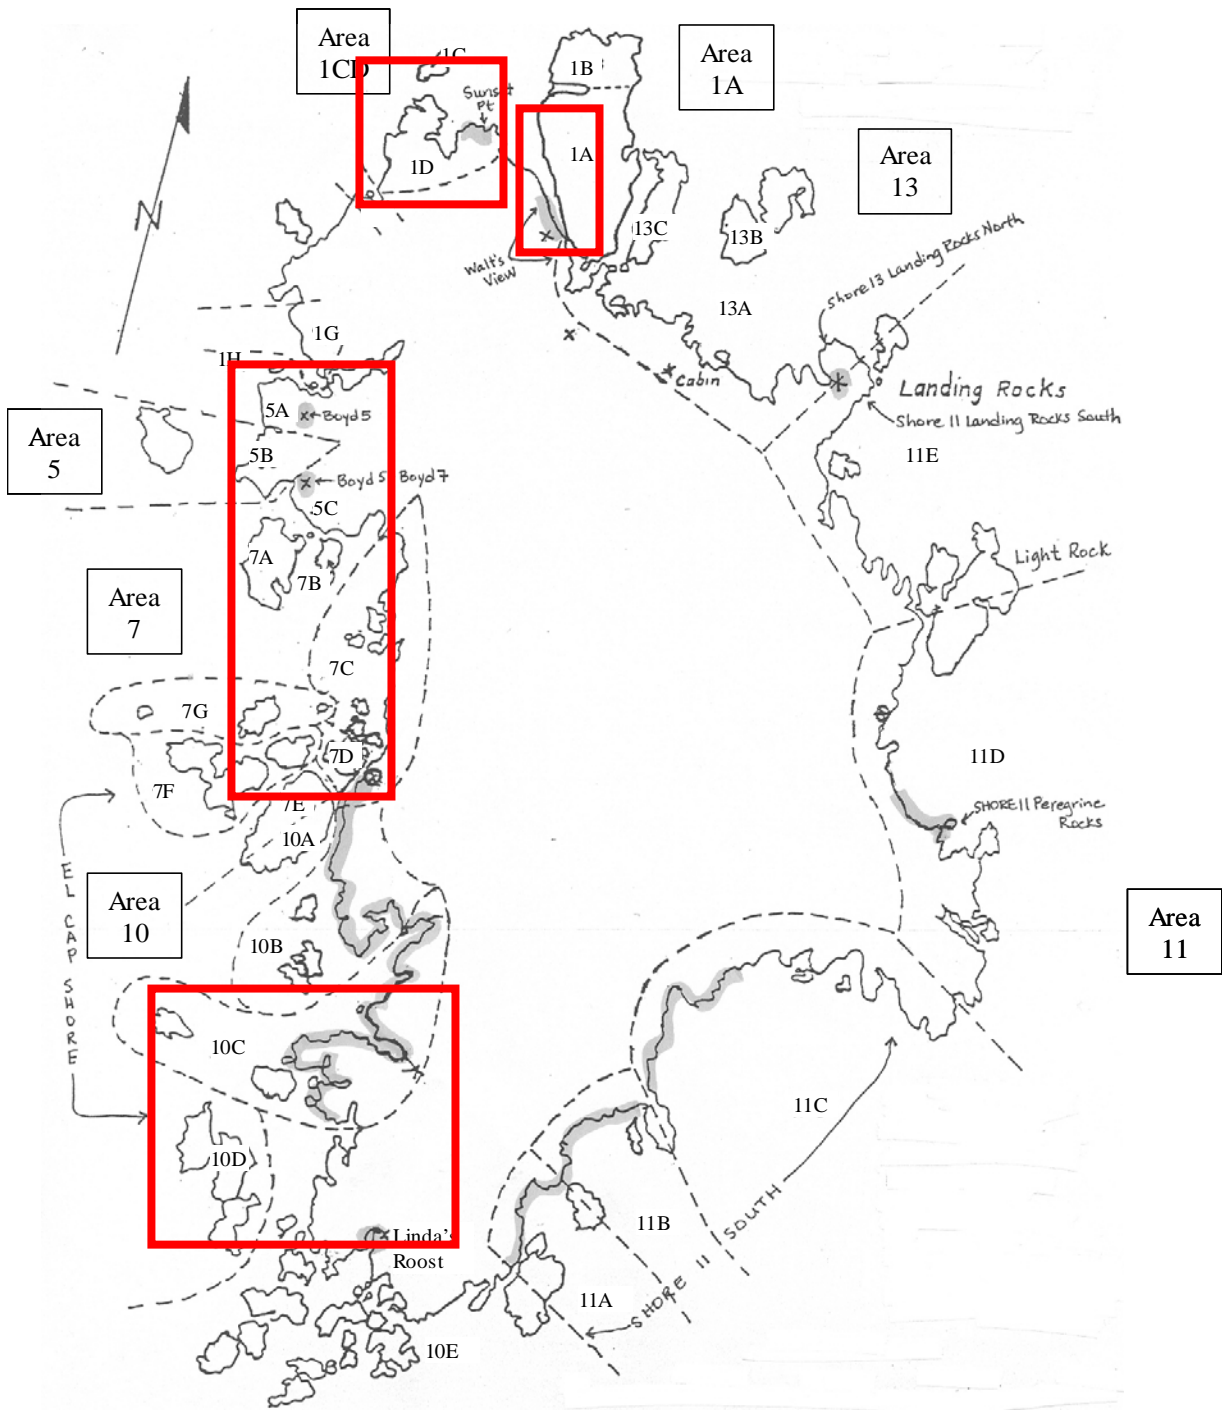 Area
1CD
1C
Sunset
Pt
1D
1B
Area
1A
1A
Area
13
13C
13B
Walt's
View
N
Shore 13 Landing Rocks North
13A
1G
1H
Cabin
Landing Rocks
Shore 11 Landing Rocks South
Area
5
5A
Boyd 5
5B
Boyd 5 Boyd 7
5C
11E
7A
7B
Light Rock
Area
7
7C
7G
7D
7F
7E
11D
SHORE 11 Peregrine
Rocks
10A
EL CAP SHORE
Area
10
Area
11
10B
10C
11C
10D
11B
SHORE 11 SOUTH
Linda's
Roost
11A
10E